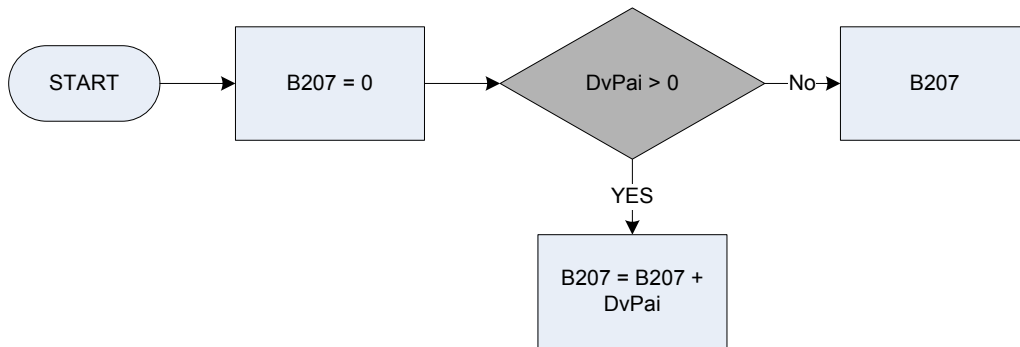 START
B207 = 0
DvPai > 0
No
B207
YES
B207 = B207 +
DvPai